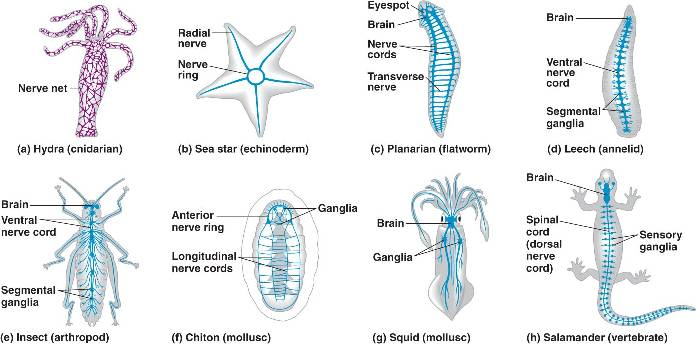 Nerve net
(a) Hydra (cnidarian)
Radial
nerve
Nerve
ring
(b) Sea star (echinoderm)
Eyespot
Brain
Nerve
cords
Transverse
nerve
(c) Planarian (flatworm)
Brain
Ventral
nerve
cord
Segmental
ganglia
(d) Leech (annelid)
Brain
Ventral
nerve cord
Segmental
ganglia
(e) Insect (arthropod)
Anterior
nerve ring
Ganglia
Longitudinal
nerve cords
(f) Chiton (mollusc)
Brain
Ganglia
(g) Squid (mollusc)
Brain
Spinal
cord
(dorsal
nerve
cord)
Sensory
ganglia
(h) Salamander (vertebrate)